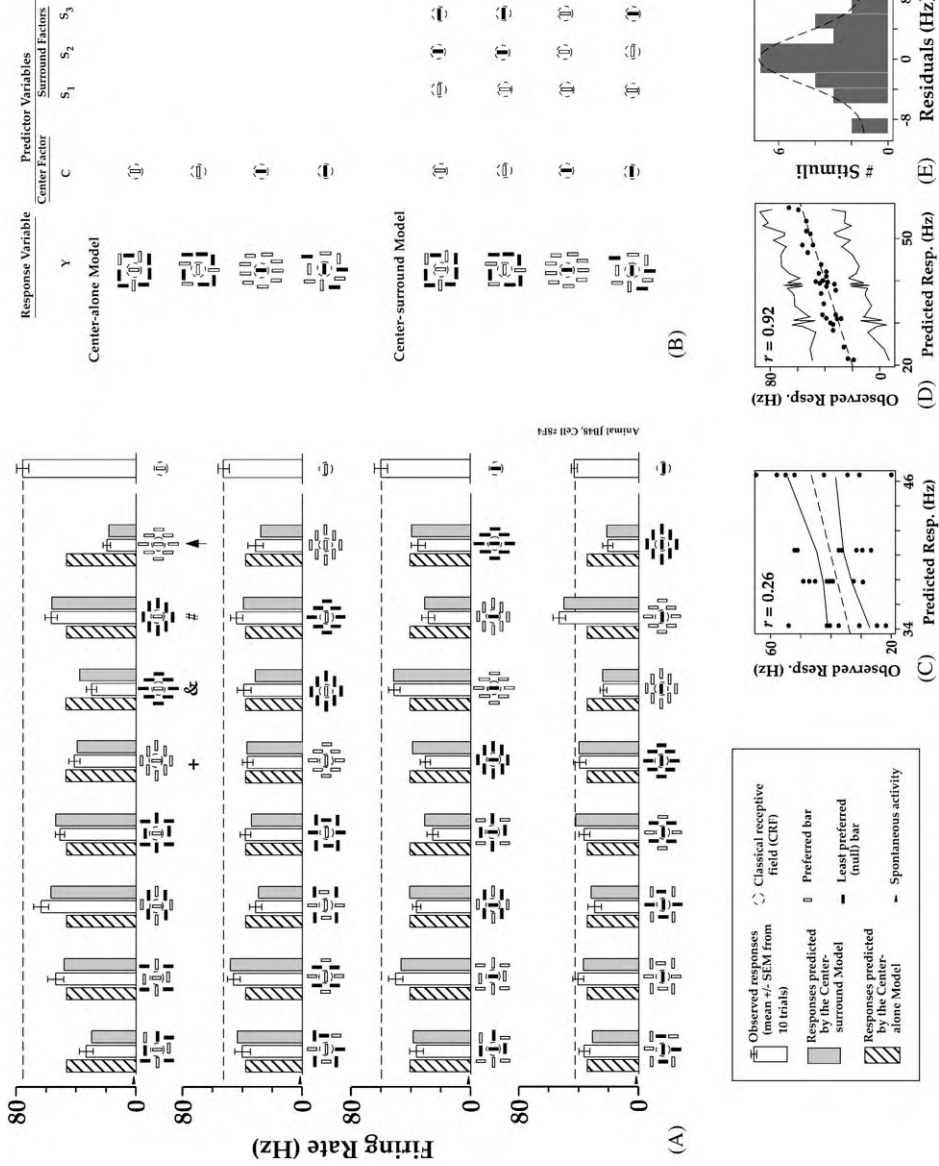 Firing Rate (Hz)
80
0
80
0
80
0
80
0
+
&
#
(A)
Animal JB48, Cell #8F4
Response Variable
Predictor Variables
Center Factor
Surround Factors
Y
C
S1
S2
S3
Center-alone Model
Center-surround Model
(B)
Observed responses
(mean +/- SEM from
10 trials)
Responses predicted
by the Center-
surround Model
Responses predicted
by the Center-
alone Model
Classical receptive
field (CRF)
Preferred bar
Least preferred
(null) bar
Spontaneous activity
r = 0.26
Observed Resp. (Hz)
60
20
34
46
Predicted Resp. (Hz)
(C)
r = 0.92
Observed Resp. (Hz)
80
0
20
50
Predicted Resp. (Hz)
(D)
# Stimuli
6
0
-8
0
8
Residuals (Hz)
(E)